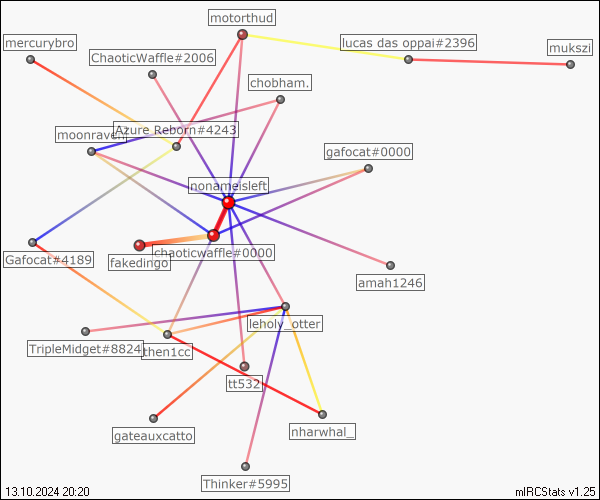 motorthud
mercurybro
lucas das oppai#2396
mukszi
ChaoticWaffle#2006
chobham.
moonraven
Azure_Reborn#4243
gafocat#0000
nonameisleft
Gafocat#4189
fakedingo
chaoticwaffle#0000
amah1246
leholy_otter
TripleMidget#8824
then1cc
tt532
gateauxcatto
nharwhal_
Thinker#5995
13.10.2024 20:20
mIRCStats v1.25